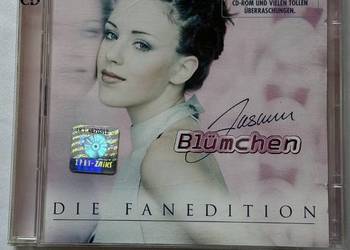 CD
CD-ROM UND VIELEN TOLLEN
ÜBERRASCHUNGEN.
Jasmin
Blümchen
DIE FANEDITION